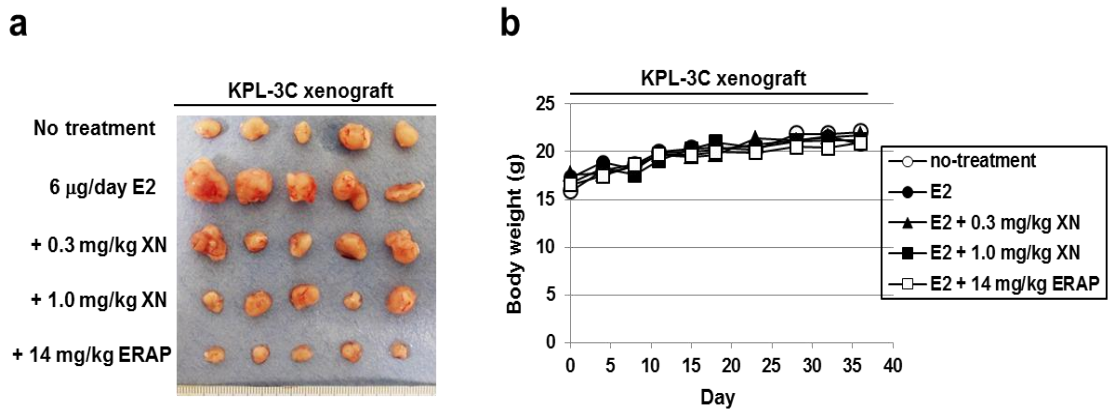 a
KPL-3C xenograft
No treatment
6 μg/day E2
+ 0.3 mg/kg XN
+ 1.0 mg/kg XN
+ 14 mg/kg ERAP
b
KPL-3C xenograft
Body weight (g)
25
20
15
10
5
0
0 5 10 15 20 25 30 35 40
Day
no-treatment
E2
E2 + 0.3 mg/kg XN
E2 + 1.0 mg/kg XN
E2 + 14 mg/kg ERAP